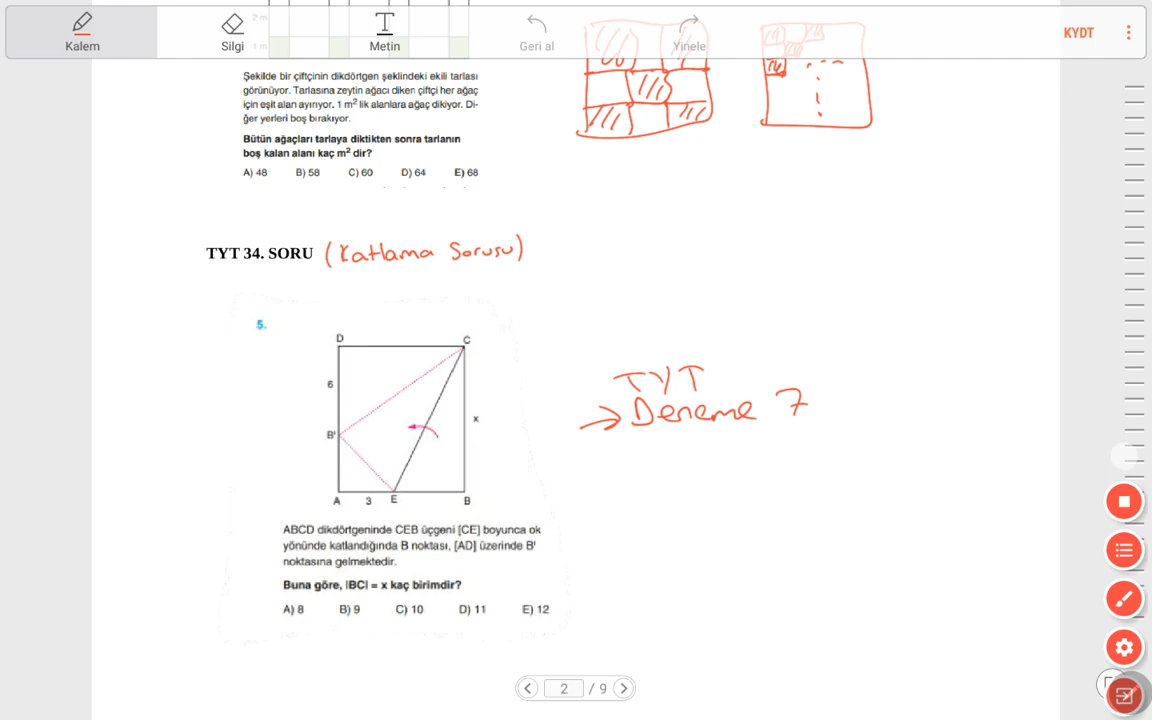 Kalem
Silgi
Metin
Geri al
Yinele
KYDT
2 m
1 m
Şekilde bir çiftçinin dikdörtgen şeklindeki ekili tarlası
görünüyor. Tarlasına zeytin ağacı diken çiftçi her ağaç
için eşit alan ayırıyor. 1 m² lik alanlara ağaç dikiyor. Di-
ğer yerleri boş bırakıyor.
Bütün ağaçları tarlaya diktikten sonra tarlanın
boş kalan alanı kaç m² dir?
A) 48 B) 58 C) 60 D) 64 E) 68
TYT 34. SORU (Katlama Sorusu)
5.
D C
6
x
B'
A 3 E B
TYT
→ Deneme 7
ABCD dikdörtgeninde CEB üçgeni [CE] boyunca ok
yönünde katlandığında B noktası, [AD] üzerinde B'
noktasına gelmektedir.
Buna göre, |BC| = x kaç birimdir?
A) 8 B) 9 C) 10 D) 11 E) 12
2 / 9